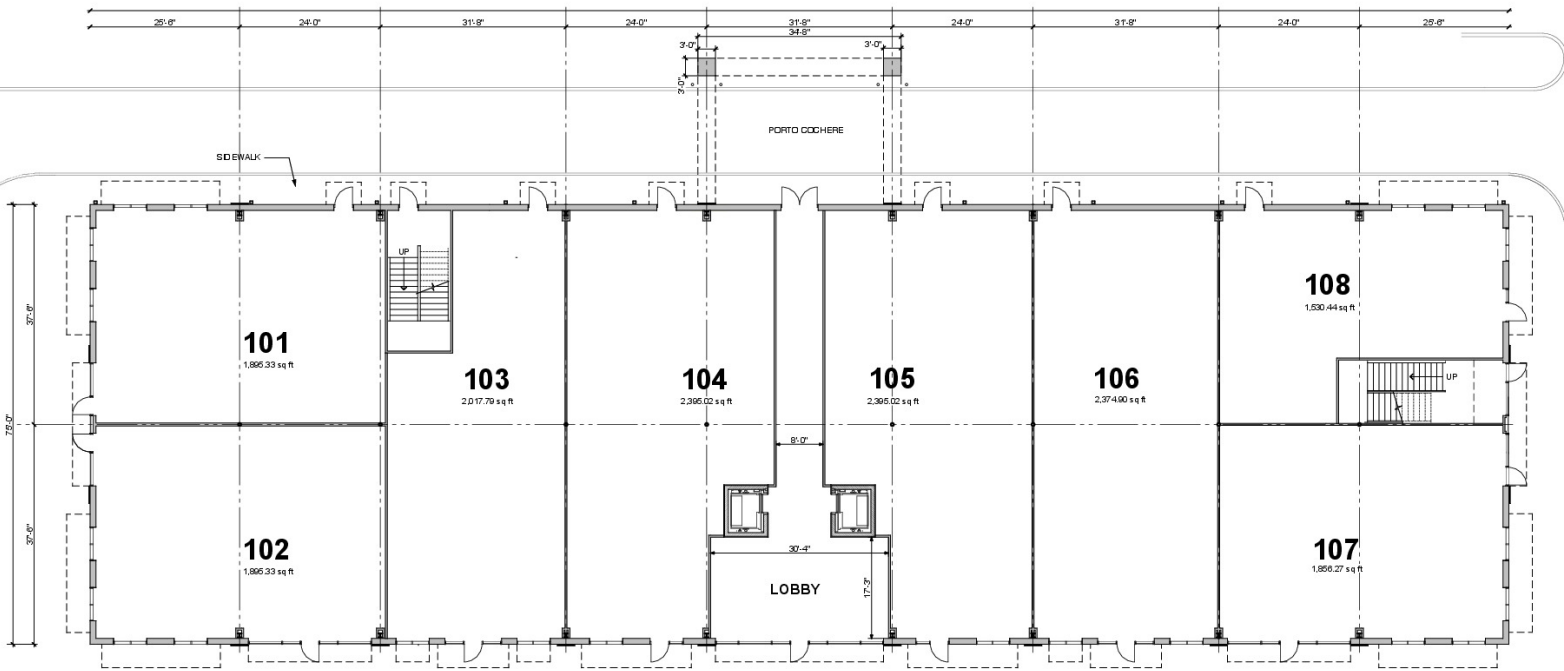 25'-6" 24'-0" 31'-8" 24'-0" 31'-8" 24'-0" 31'-8" 24'-0" 25'-6"
34'-8"
3'-0" 3'-0"
3'-0"
PORTO COCHERE
SIDEWALK
UP
108
1,530.44 sq ft
37'-6"
101
1,895.33 sq ft
103
2,017.79 sq ft
104
2,395.02 sq ft
105
2,395.02 sq ft
106
2,374.90 sq ft
UP
75'-0"
8'-0"
37'-6"
102
1,895.33 sq ft
30'-4"
107
1,856.27 sq ft
LOBBY
17'-3"